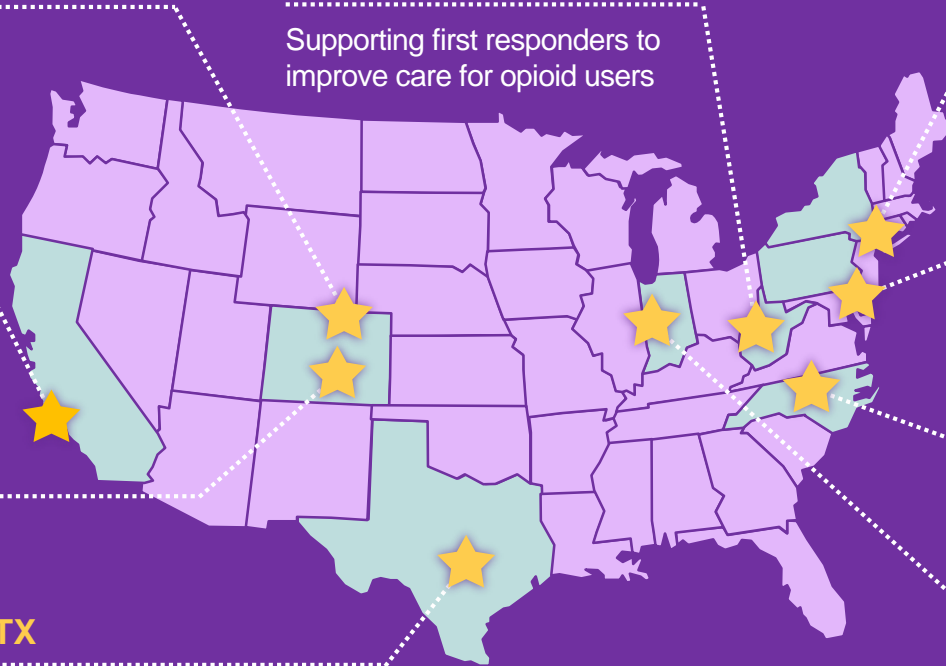 Supporting first responders to
improve care for opioid users
TX